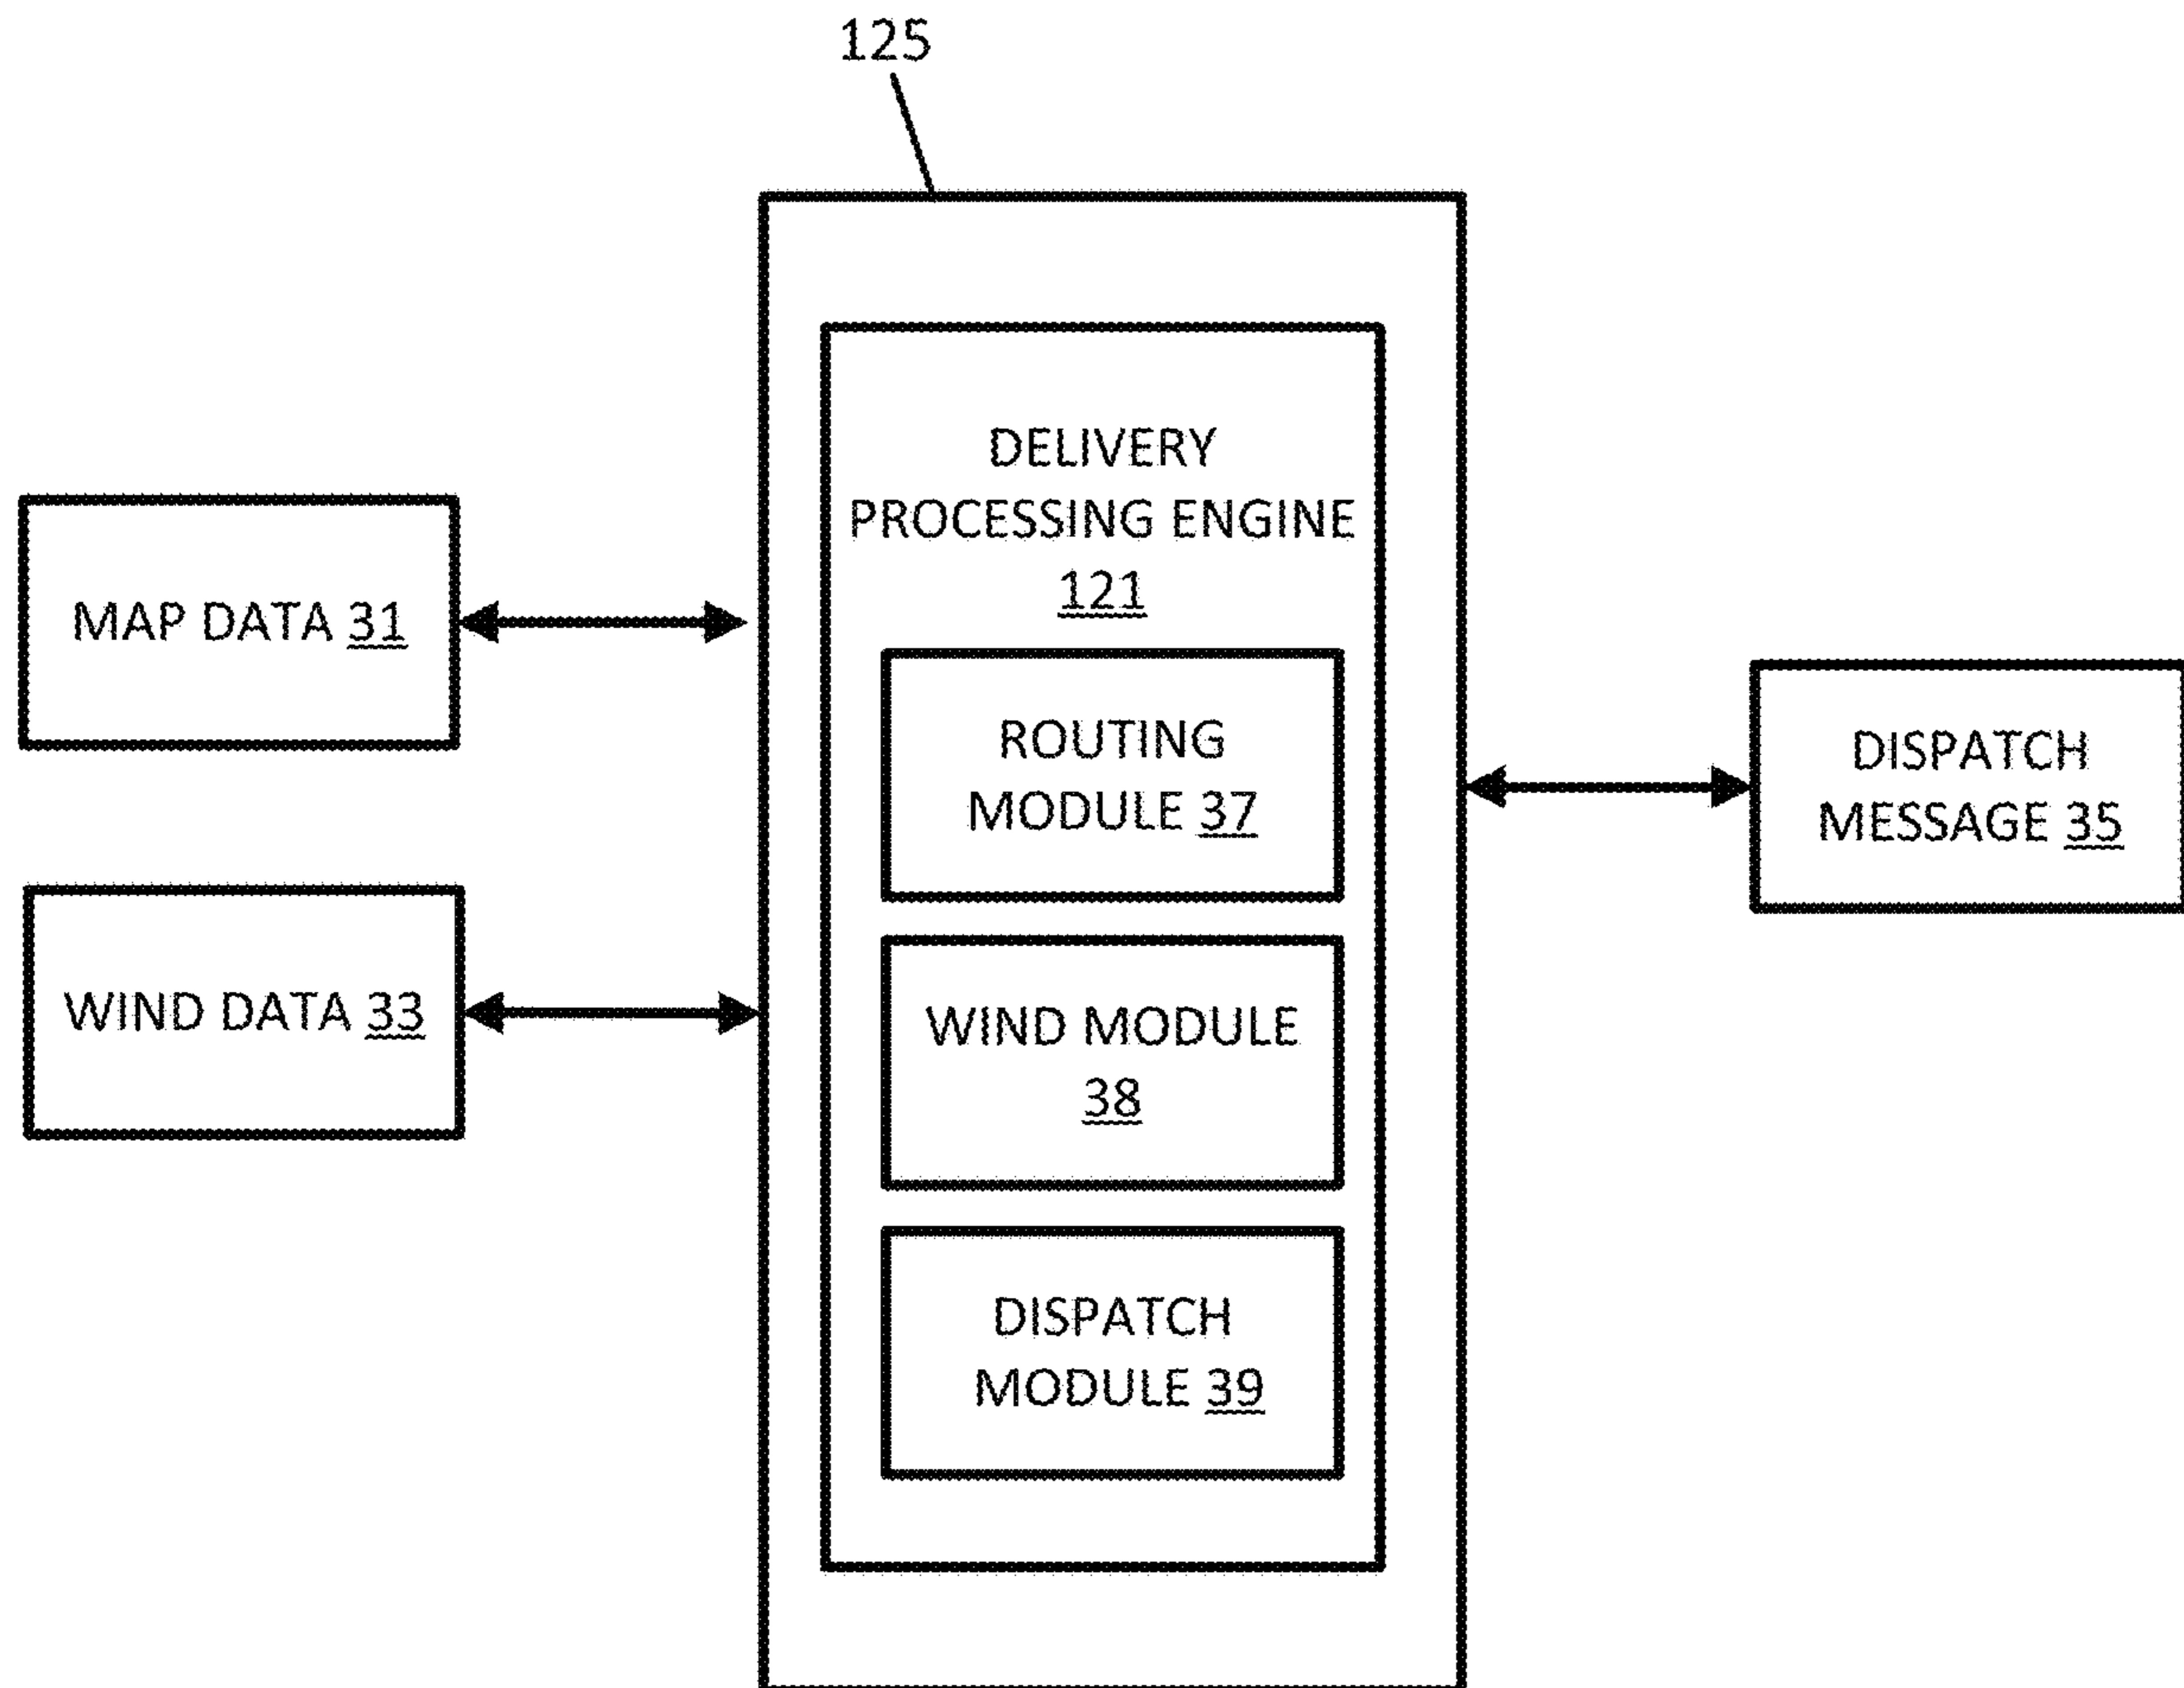 125
DELIVERY
PROCESSING ENGINE
121
MAP DATA 31
WIND DATA 33
ROUTING
MODULE 37
WIND MODULE
38
DISPATCH
MODULE 39
DISPATCH
MESSAGE 35